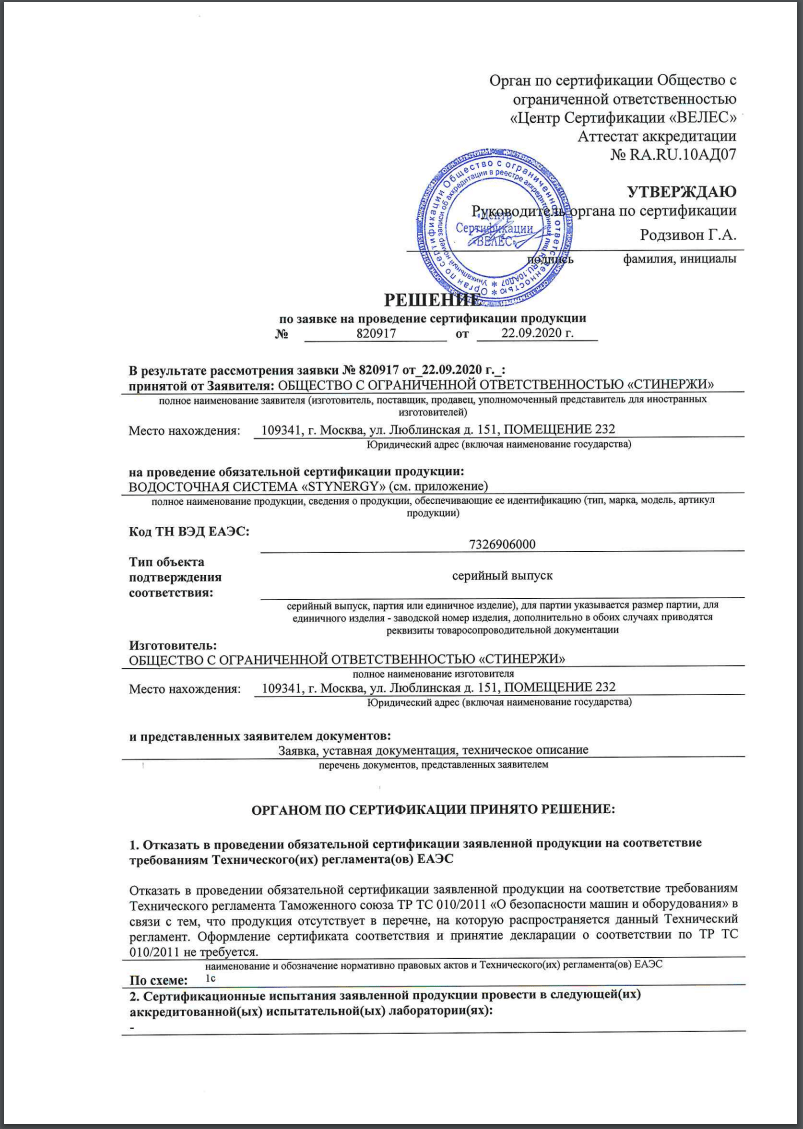 Орган по сертификации Общество с
ограниченной ответственностью
«Центр Сертификации «ВЕЛЕС»
Аттестат аккредитации
№ RA.RU.10АД07
УТВЕРЖДАЮ
Руководитель органа по сертификации
Родзивон Г.А.
подпись фамилия, инициалы
«Центр
Сертификации
«ВЕЛЕС»
РЕШЕНИЕ
по заявке на проведение сертификации продукции
№ 820917 от 22.09.2020 г.
В результате рассмотрения заявки № 820917 от_22.09.2020 г._:
принятой от Заявителя: ОБЩЕСТВО С ОГРАНИЧЕННОЙ ОТВЕТСТВЕННОСТЬЮ «СТИНЕРЖИ»
полное наименование заявителя (изготовитель, поставщик, продавец, уполномоченный представитель для иностранных
изготовителей)
Место нахождения: 109341, г. Москва, ул. Люблинская д. 151, ПОМЕЩЕНИЕ 232
Юридический адрес (включая наименование государства)
на проведение обязательной сертификации продукции:
ВОДОСТОЧНАЯ СИСТЕМА «STYNERGY» (см. приложение)
полное наименование продукции, сведения о продукции, обеспечивающие ее идентификацию (тип, марка, модель, артикул
продукции)
Код ТН ВЭД ЕАЭС:
7326906000
Тип объекта
подтверждения
соответствия:
серийный выпуск
серийный выпуск, партия или единичное изделие), для партии указывается размер партии, для
единичного изделия - заводской номер изделия, дополнительно в обоих случаях приводятся
реквизиты товаросопроводительной документации
Изготовитель:
ОБЩЕСТВО С ОГРАНИЧЕННОЙ ОТВЕТСТВЕННОСТЬЮ «СТИНЕРЖИ»
полное наименование изготовителя
Место нахождения: 109341, г. Москва, ул. Люблинская д. 151, ПОМЕЩЕНИЕ 232
Юридический адрес (включая наименование государства)
и представленных заявителем документов:
Заявка, уставная документация, техническое описание
перечень документов, представленных заявителем
ОРГАНОМ ПО СЕРТИФИКАЦИИ ПРИНЯТО РЕШЕНИЕ:
1. Отказать в проведении обязательной сертификации заявленной продукции на соответствие
требованиям Технического(их) регламента(ов) ЕАЭС
Отказать в проведении обязательной сертификации заявленной продукции на соответствие требованиям
Технического регламента Таможенного союза ТР ТС 010/2011 «О безопасности машин и оборудования» в
связи с тем, что продукция отсутствует в перечне, на которую распространяется данный Технический
регламент. Оформление сертификата соответствия и принятие декларации о соответствии по ТР ТС
010/2011 не требуется.
наименование и обозначение нормативно правовых актов и Технического(их) регламента(ов) ЕАЭС
По схеме: 1с
2. Сертификационные испытания заявленной продукции провести в следующей(их)
аккредитованной(ых) испытательной(ых) лаборатории(ях):
-